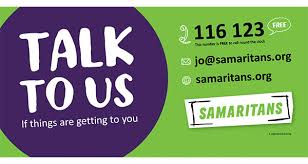 TALK
TO US
If things are getting to you
116 123 FREE
This number is FREE to call round the clock
jo@samaritans.org
samaritans.org
SAMARITANS